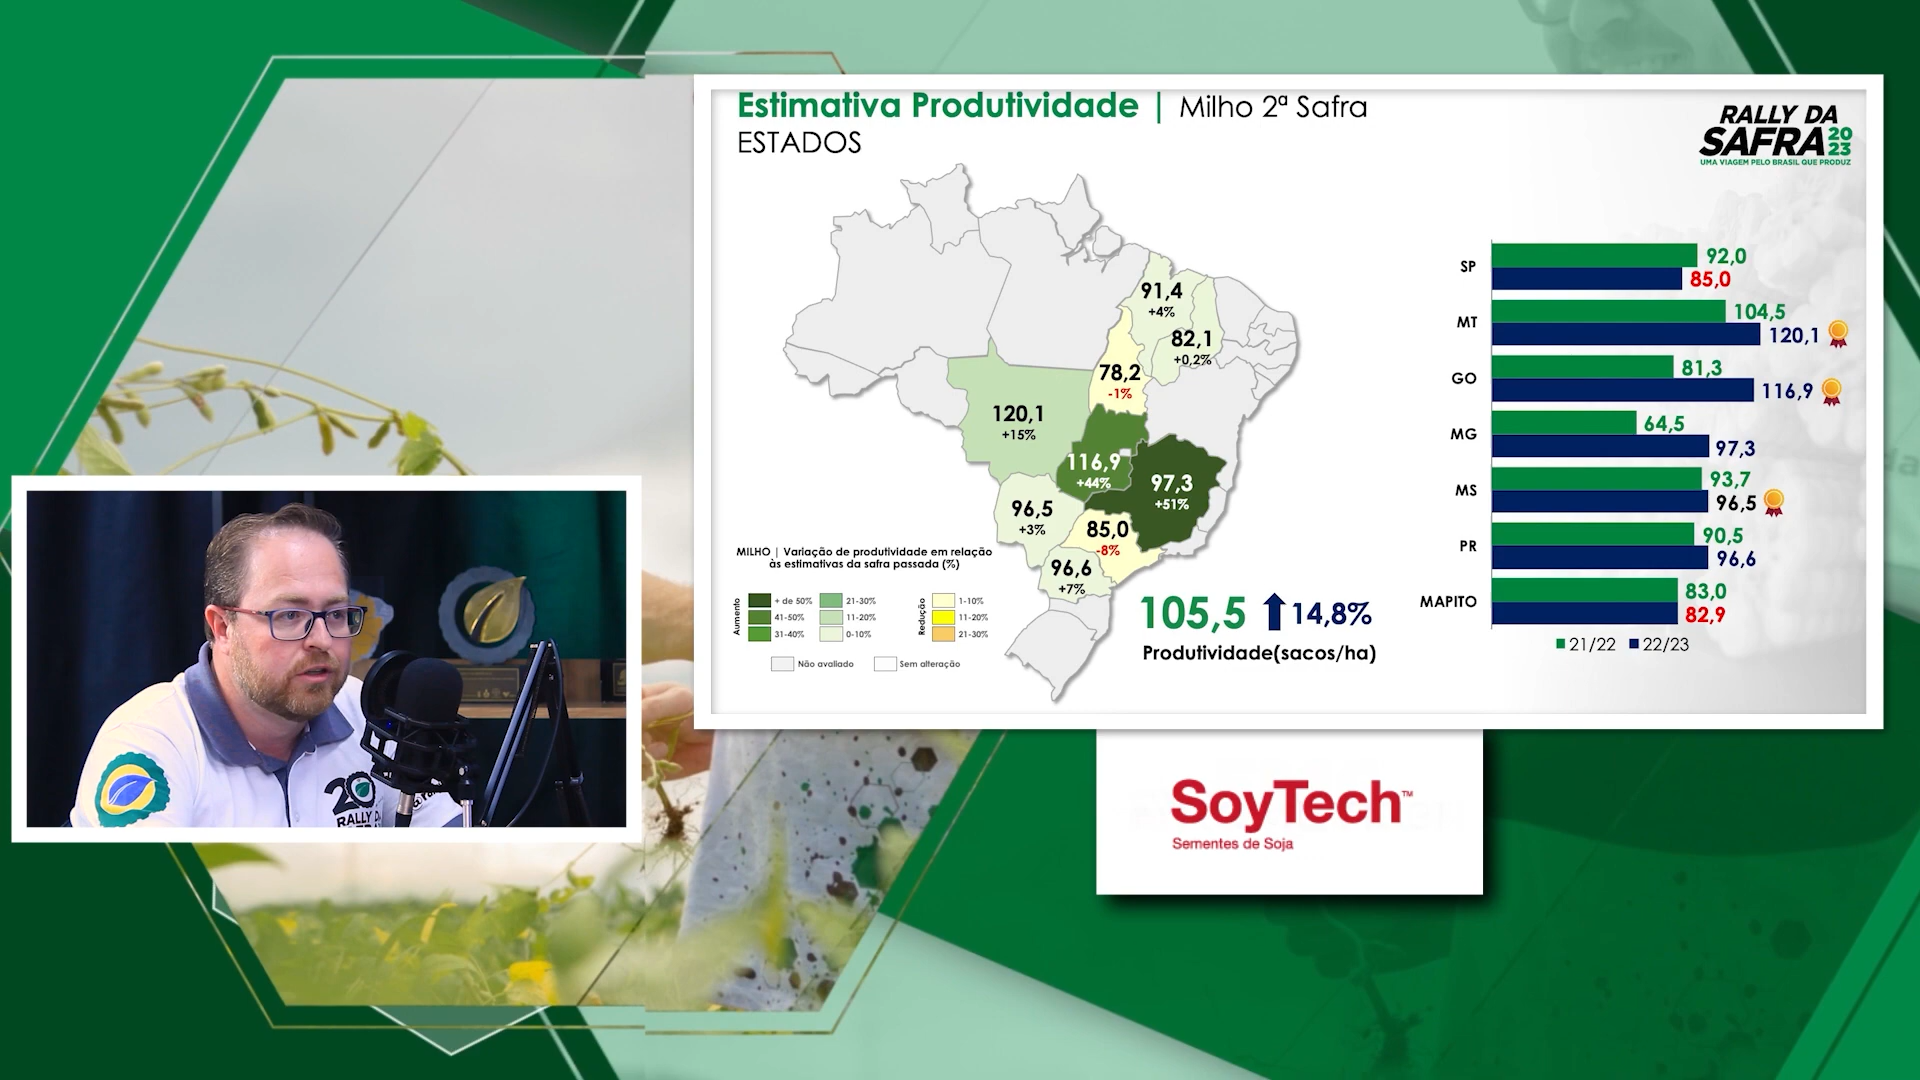 Estimativa Produtividade | Milho 2ª Safra
ESTADOS
RALLY DA
SAFRA 20
23
UMA VIAGEM PELO BRASIL QUE PRODUZ
91,4
+4%
82,1
+0,2%
78,2
-1%
120,1
+15%
116,9
+44%
97,3
+51%
96,5
+3%
85,0
-8%
96,6
+7%
MILHO | Variação de produtividade em relação
às estimativas da safra passada (%)
Aumento
+ de 50%
41-50%
31-40%
21-30%
11-20%
0-10%
Redução
1-10%
11-20%
21-30%
Não avaliado
Sem alteração
105,5
14,8%
Produtividade(sacos/ha)
SP
92,0
85,0
MT
104,5
120,1
GO
81,3
116,9
MG
64,5
97,3
MS
93,7
96,5
PR
90,5
96,6
MAPITO
83,0
82,9
21/22
22/23
20
RALLY D
SoyTech™
Sementes de Soja